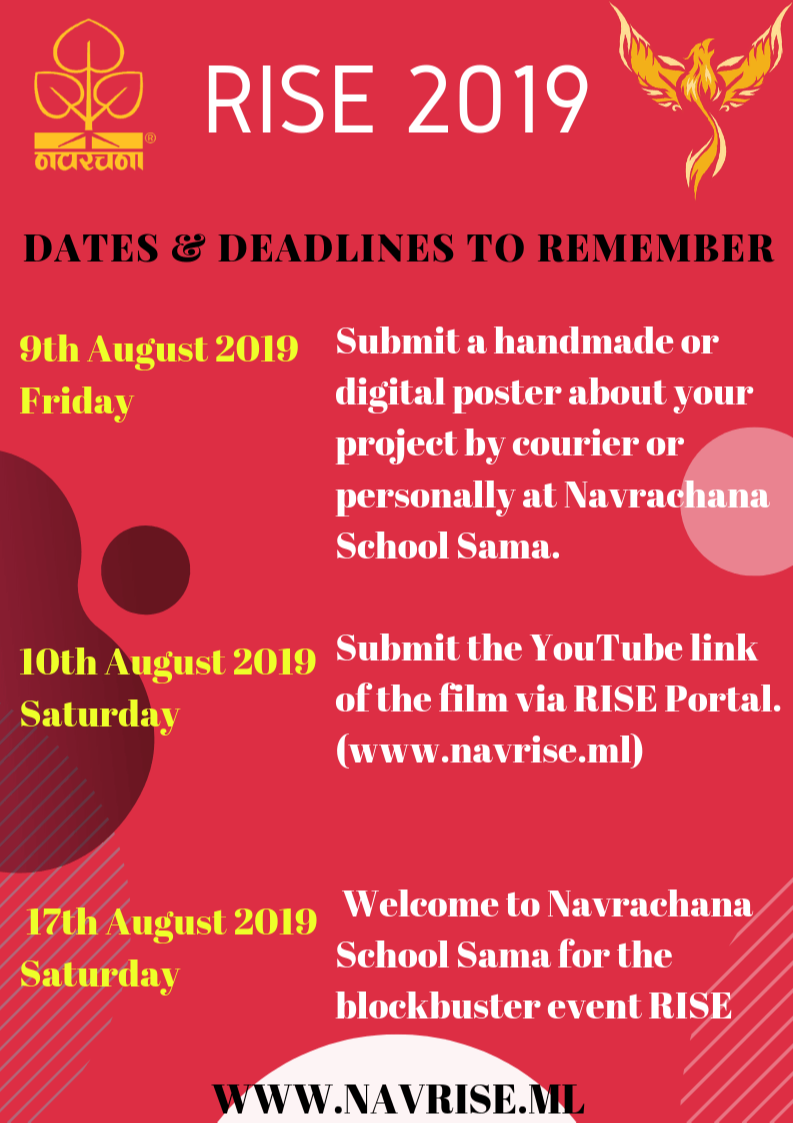 नवरचना
®
RISE 2019
DATES & DEADLINES TO REMEMBER
9th August 2019
Friday
Submit a handmade or
digital poster about your
project by courier or
personally at Navrachana
School Sama.
10th August 2019
Saturday
Submit the YouTube link
of the film via RISE Portal.
(www.navrise.ml)
17th August 2019
Saturday
Welcome to Navrachana
School Sama for the
blockbuster event RISE
WWW.NAVRISE.ML